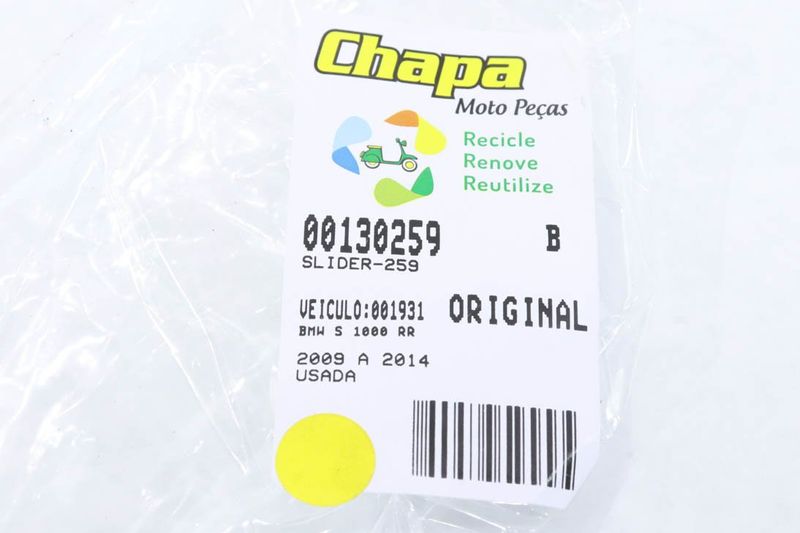 Chapa
Moto Peças
Recicle
Renove
Reutilize
00130259 B
SLIDER-259
VEICULO:001931 ORIGINAL
BMW S 1000 RR
2009 A 2014
USADA